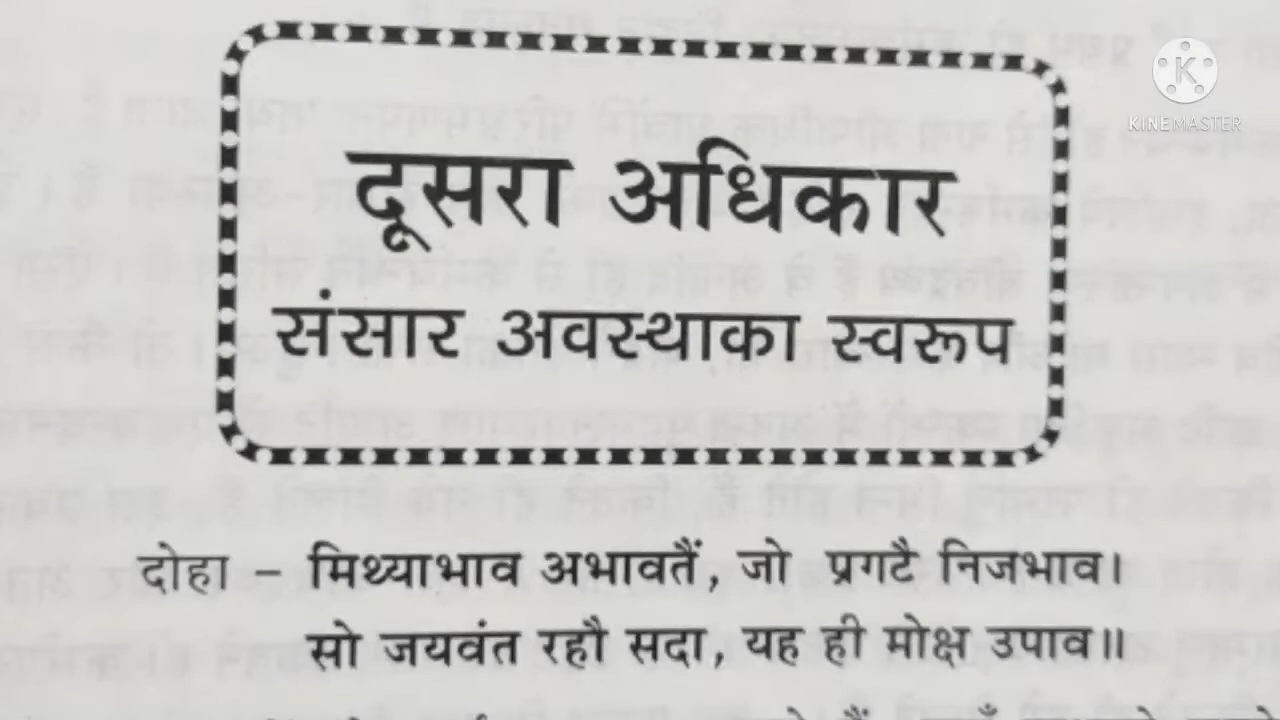 KINEMASTER
दूसरा अधिकार
संसार अवस्थाका स्वरूप
दोहा – मिथ्याभाव अभावतैं, जो प्रगटै निजभाव।
सो जयवंत रहौ सदा, यह ही मोक्ष उपाव॥